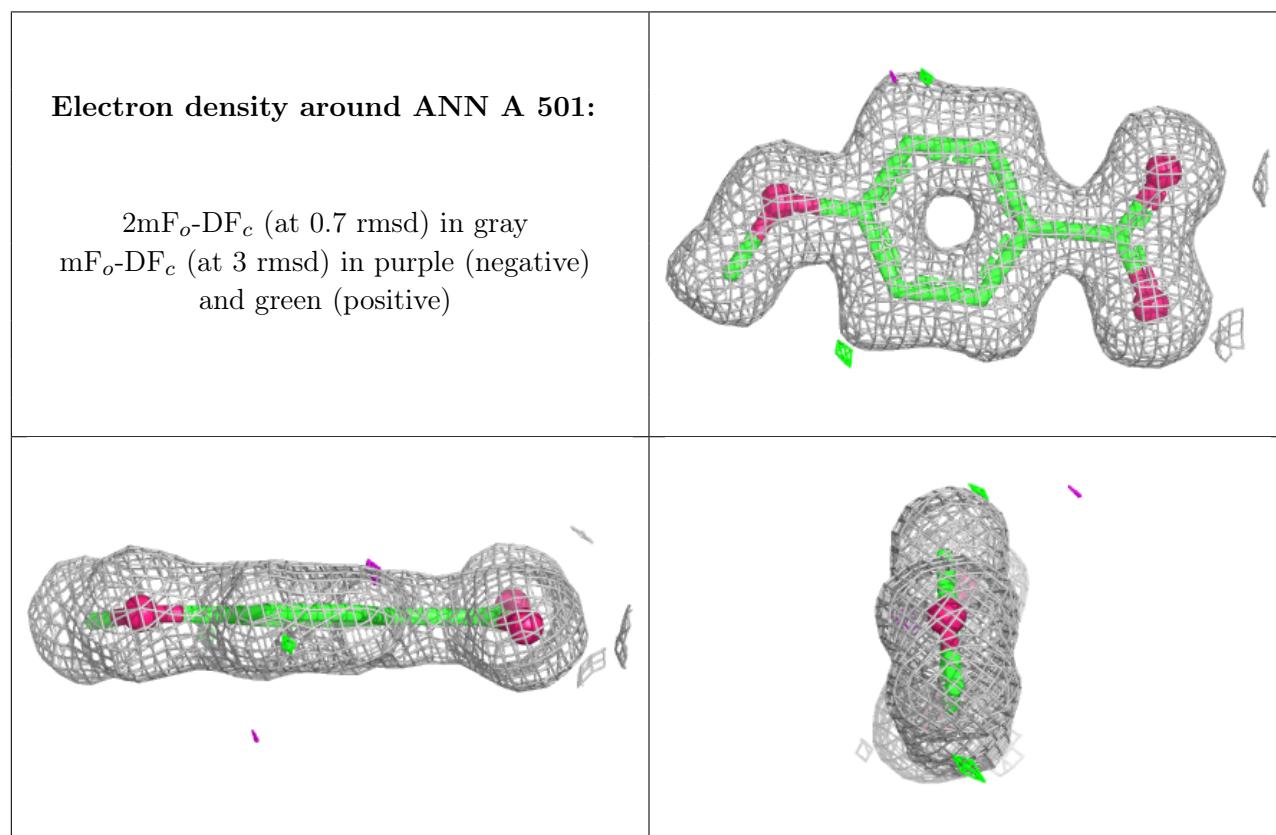 Electron density around ANN A 501:
2mFₒ-DF𝒸 (at 0.7 rmsd) in gray
mFₒ-DF𝒸 (at 3 rmsd) in purple (negative)
and green (positive)